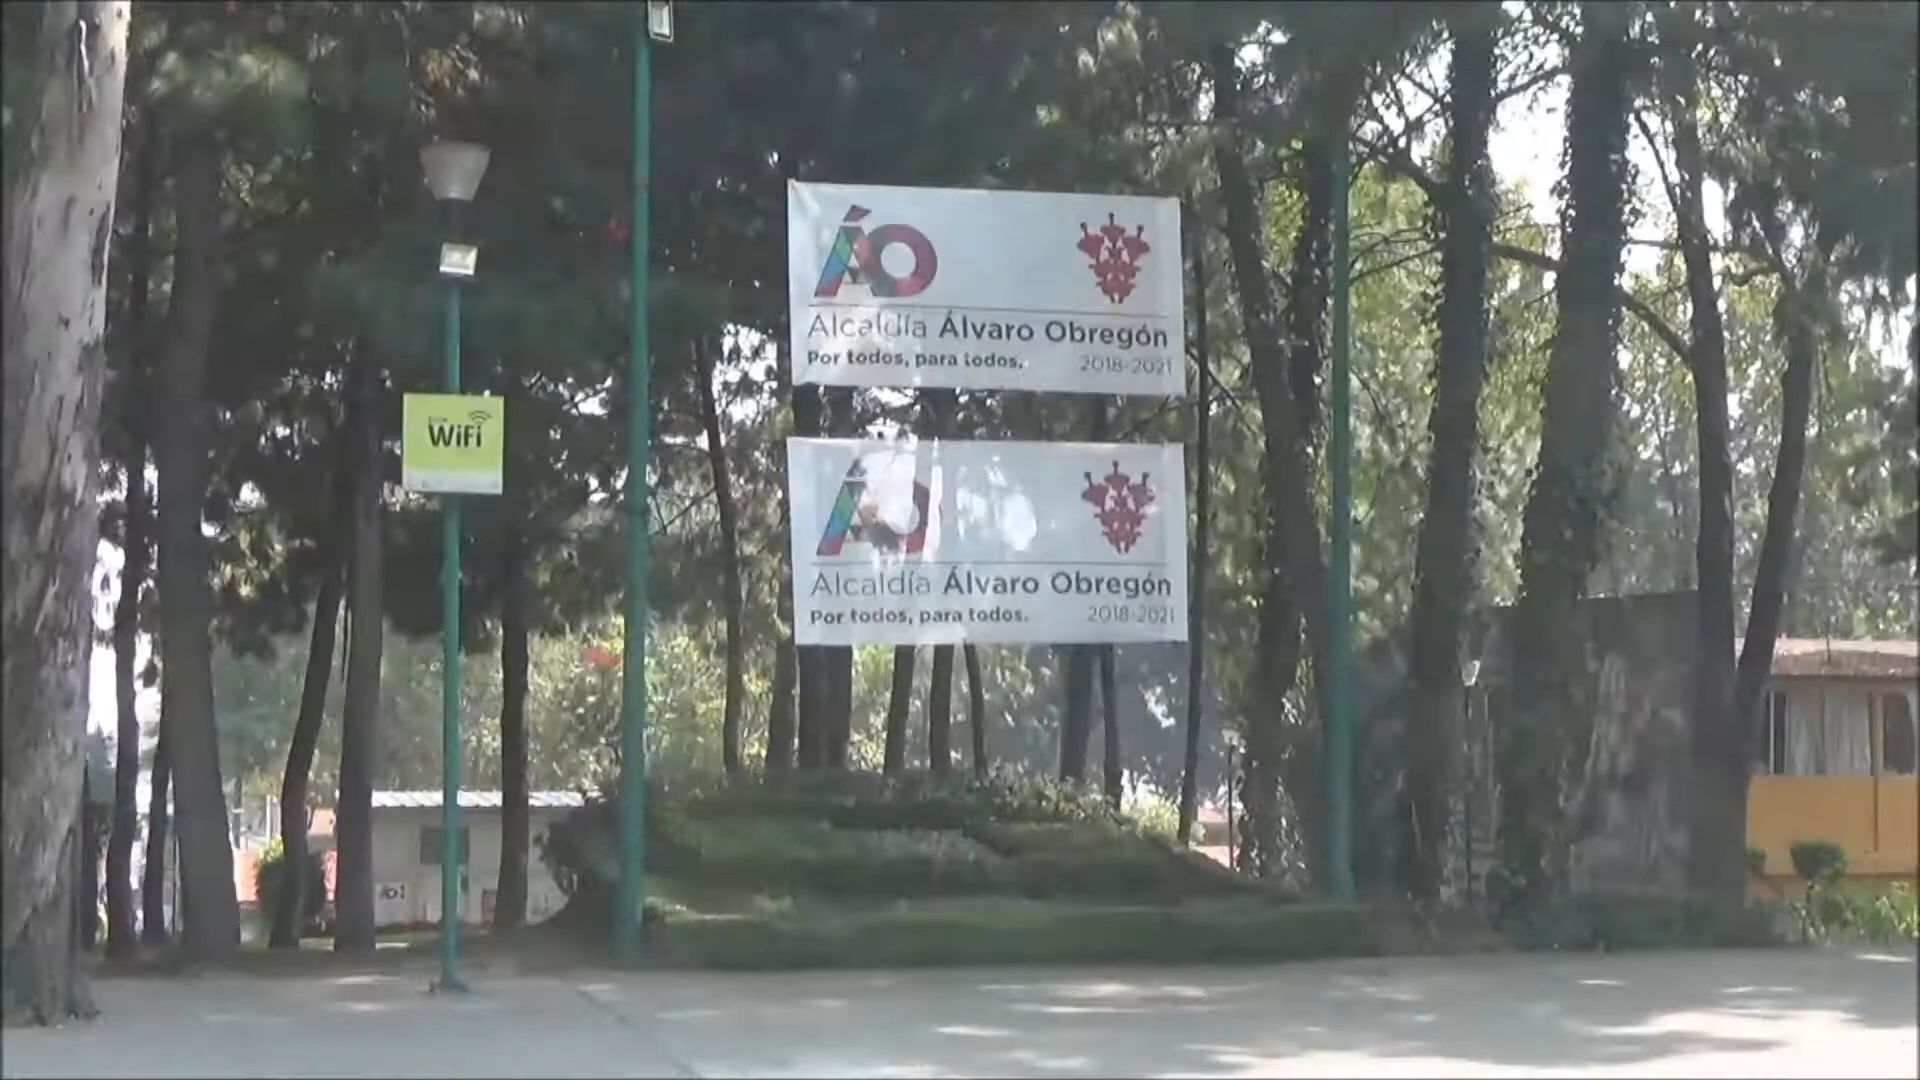 WiFi
ÁO
Alcaldía Álvaro Obregón
Por todos, para todos. 2018-2021
ÁO
Alcaldía Álvaro Obregón
Por todos, para todos. 2018-2021